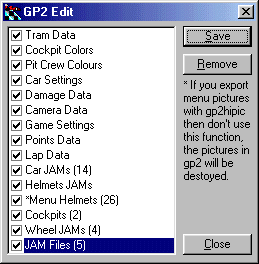 GP2 Edit
Tram Data
Cockpit Colors
Pit Crew Colours
Car Settings
Damage Data
Camera Data
Game Settings
Points Data
Lap Data
Car JAMs (14)
Helmets JAMs
*Menu Helmets (26)
Cockpits (2)
Wheel JAMs (4)
JAM Files (5)
Save
Remove
* If you export
menu pictures
with gp2hipic
then don't use
this function,
the pictures in
gp2 will be
destoyed.
Close